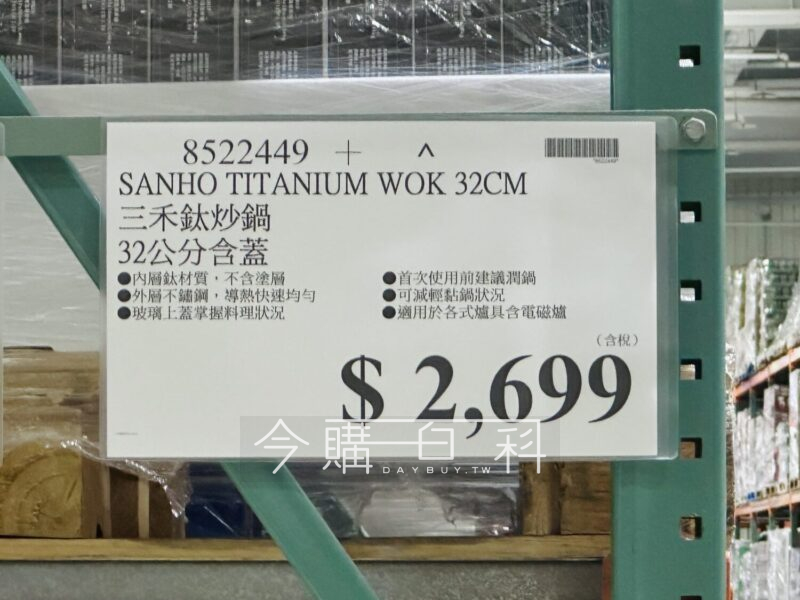 8522449 + ^
"8522449"
SANHO TITANIUM WOK 32CM
三禾鈦炒鍋
32公分含蓋
●內層鈦材質，不含塗層
●外層不鏽鋼，導熱快速均勻
●玻璃上蓋掌握料理狀況
●首次使用前建議潤鍋
●可減輕黏鍋狀況
●適用於各式爐具含電磁爐
(含稅)
$ 2,699
今購百科
DAYBUY.TW